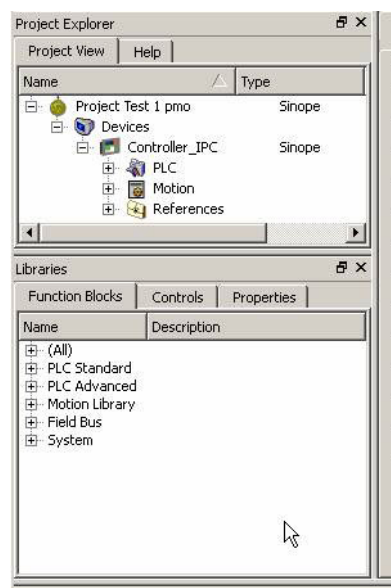 Project Explorer
Project View Help
Name Type
Project Test 1 pmo Sinope
Devices
Controller_IPC Sinope
PLC
Motion
References
Libraries
Function Blocks Controls Properties
Name Description
(All)
PLC Standard
PLC Advanced
Motion Library
Field Bus
System